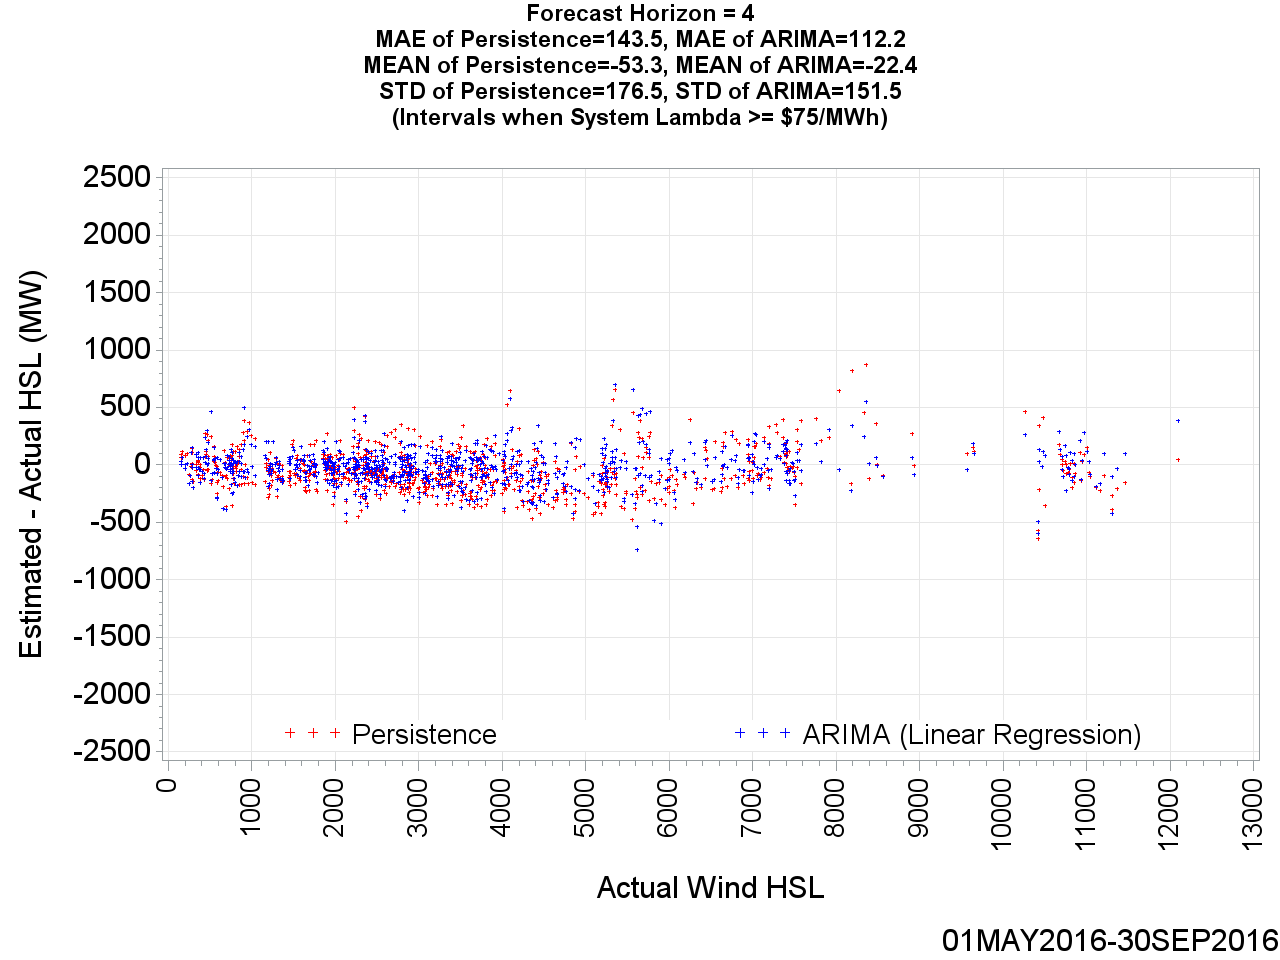 Forecast Horizon = 4
MAE of Persistence=143.5, MAE of ARIMA=112.2
MEAN of Persistence=-53.3, MEAN of ARIMA=-22.4
STD of Persistence=176.5, STD of ARIMA=151.5
(Intervals when System Lambda >= $75/MWh)
Estimated - Actual HSL (MW)
2500
2000
1500
1000
500
0
-500
-1000
-1500
-2000
-2500
Persistence
ARIMA (Linear Regression)
0
1000
2000
3000
4000
5000
6000
7000
8000
9000
10000
11000
12000
13000
Actual Wind HSL
01MAY2016-30SEP2016